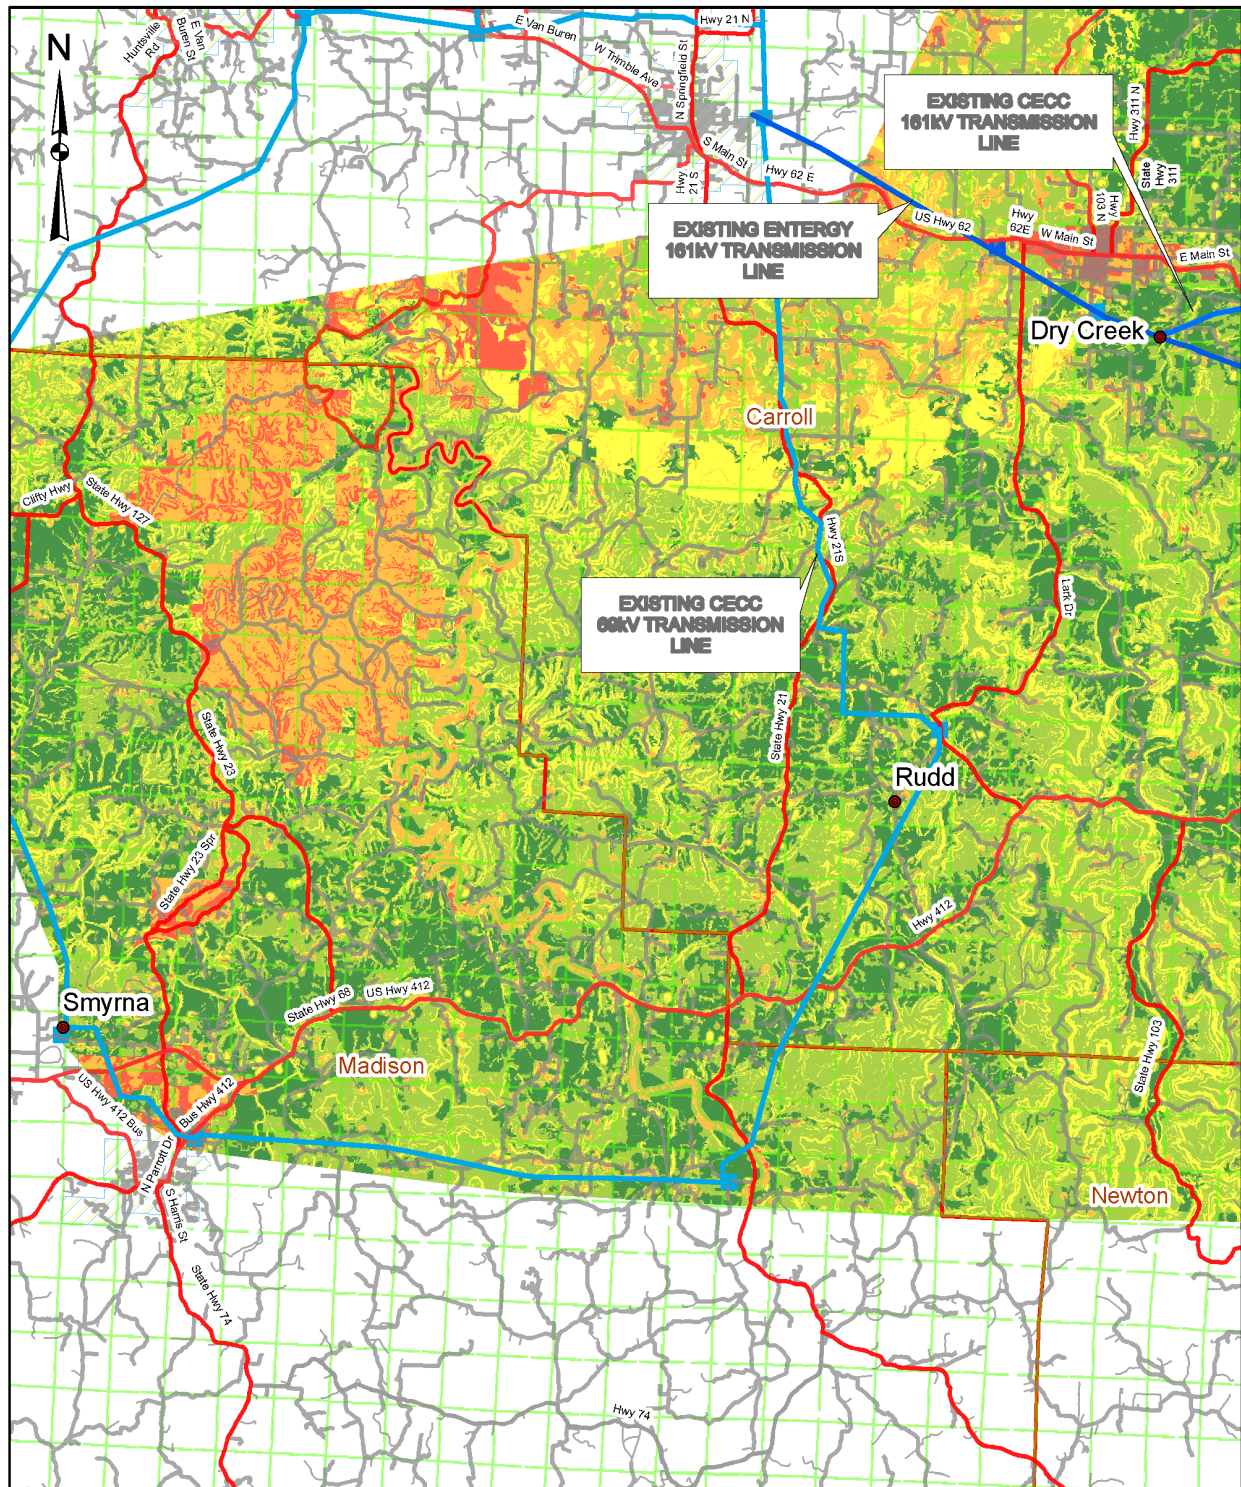 N
Huntsville
Rd
E Van
Buren St
E Van Buren
W Trimble Ave
Hwy 21 N
N Springfield St
S Main St
Hwy
21 S
Hwy 62 E
EXISTING CECC
161kV TRANSMISSION
LINE
Hwy 311 N
State
Hwy
311
Hwy
103 N
EXISTING ENTERGY
161kV TRANSMISSION
LINE
US Hwy 62
Hwy
62E
W Main St
E Main St
Dry Creek
Carroll
Clifty Hwy
State Hwy 127
Hwy 21S
EXISTING CECC
69kV TRANSMISSION
LINE
Lark Dr
State Hwy 21
State Hwy 23
Rudd
State Hwy 23 Spr
Hwy 412
Smyrna
State Hwy 68
US Hwy 412
Madison
State Hwy 103
US Hwy 412 Bus
Bus Hwy 412
N Parrott Dr
S Harris St
Newton
State Hwy 74
Hwy 74